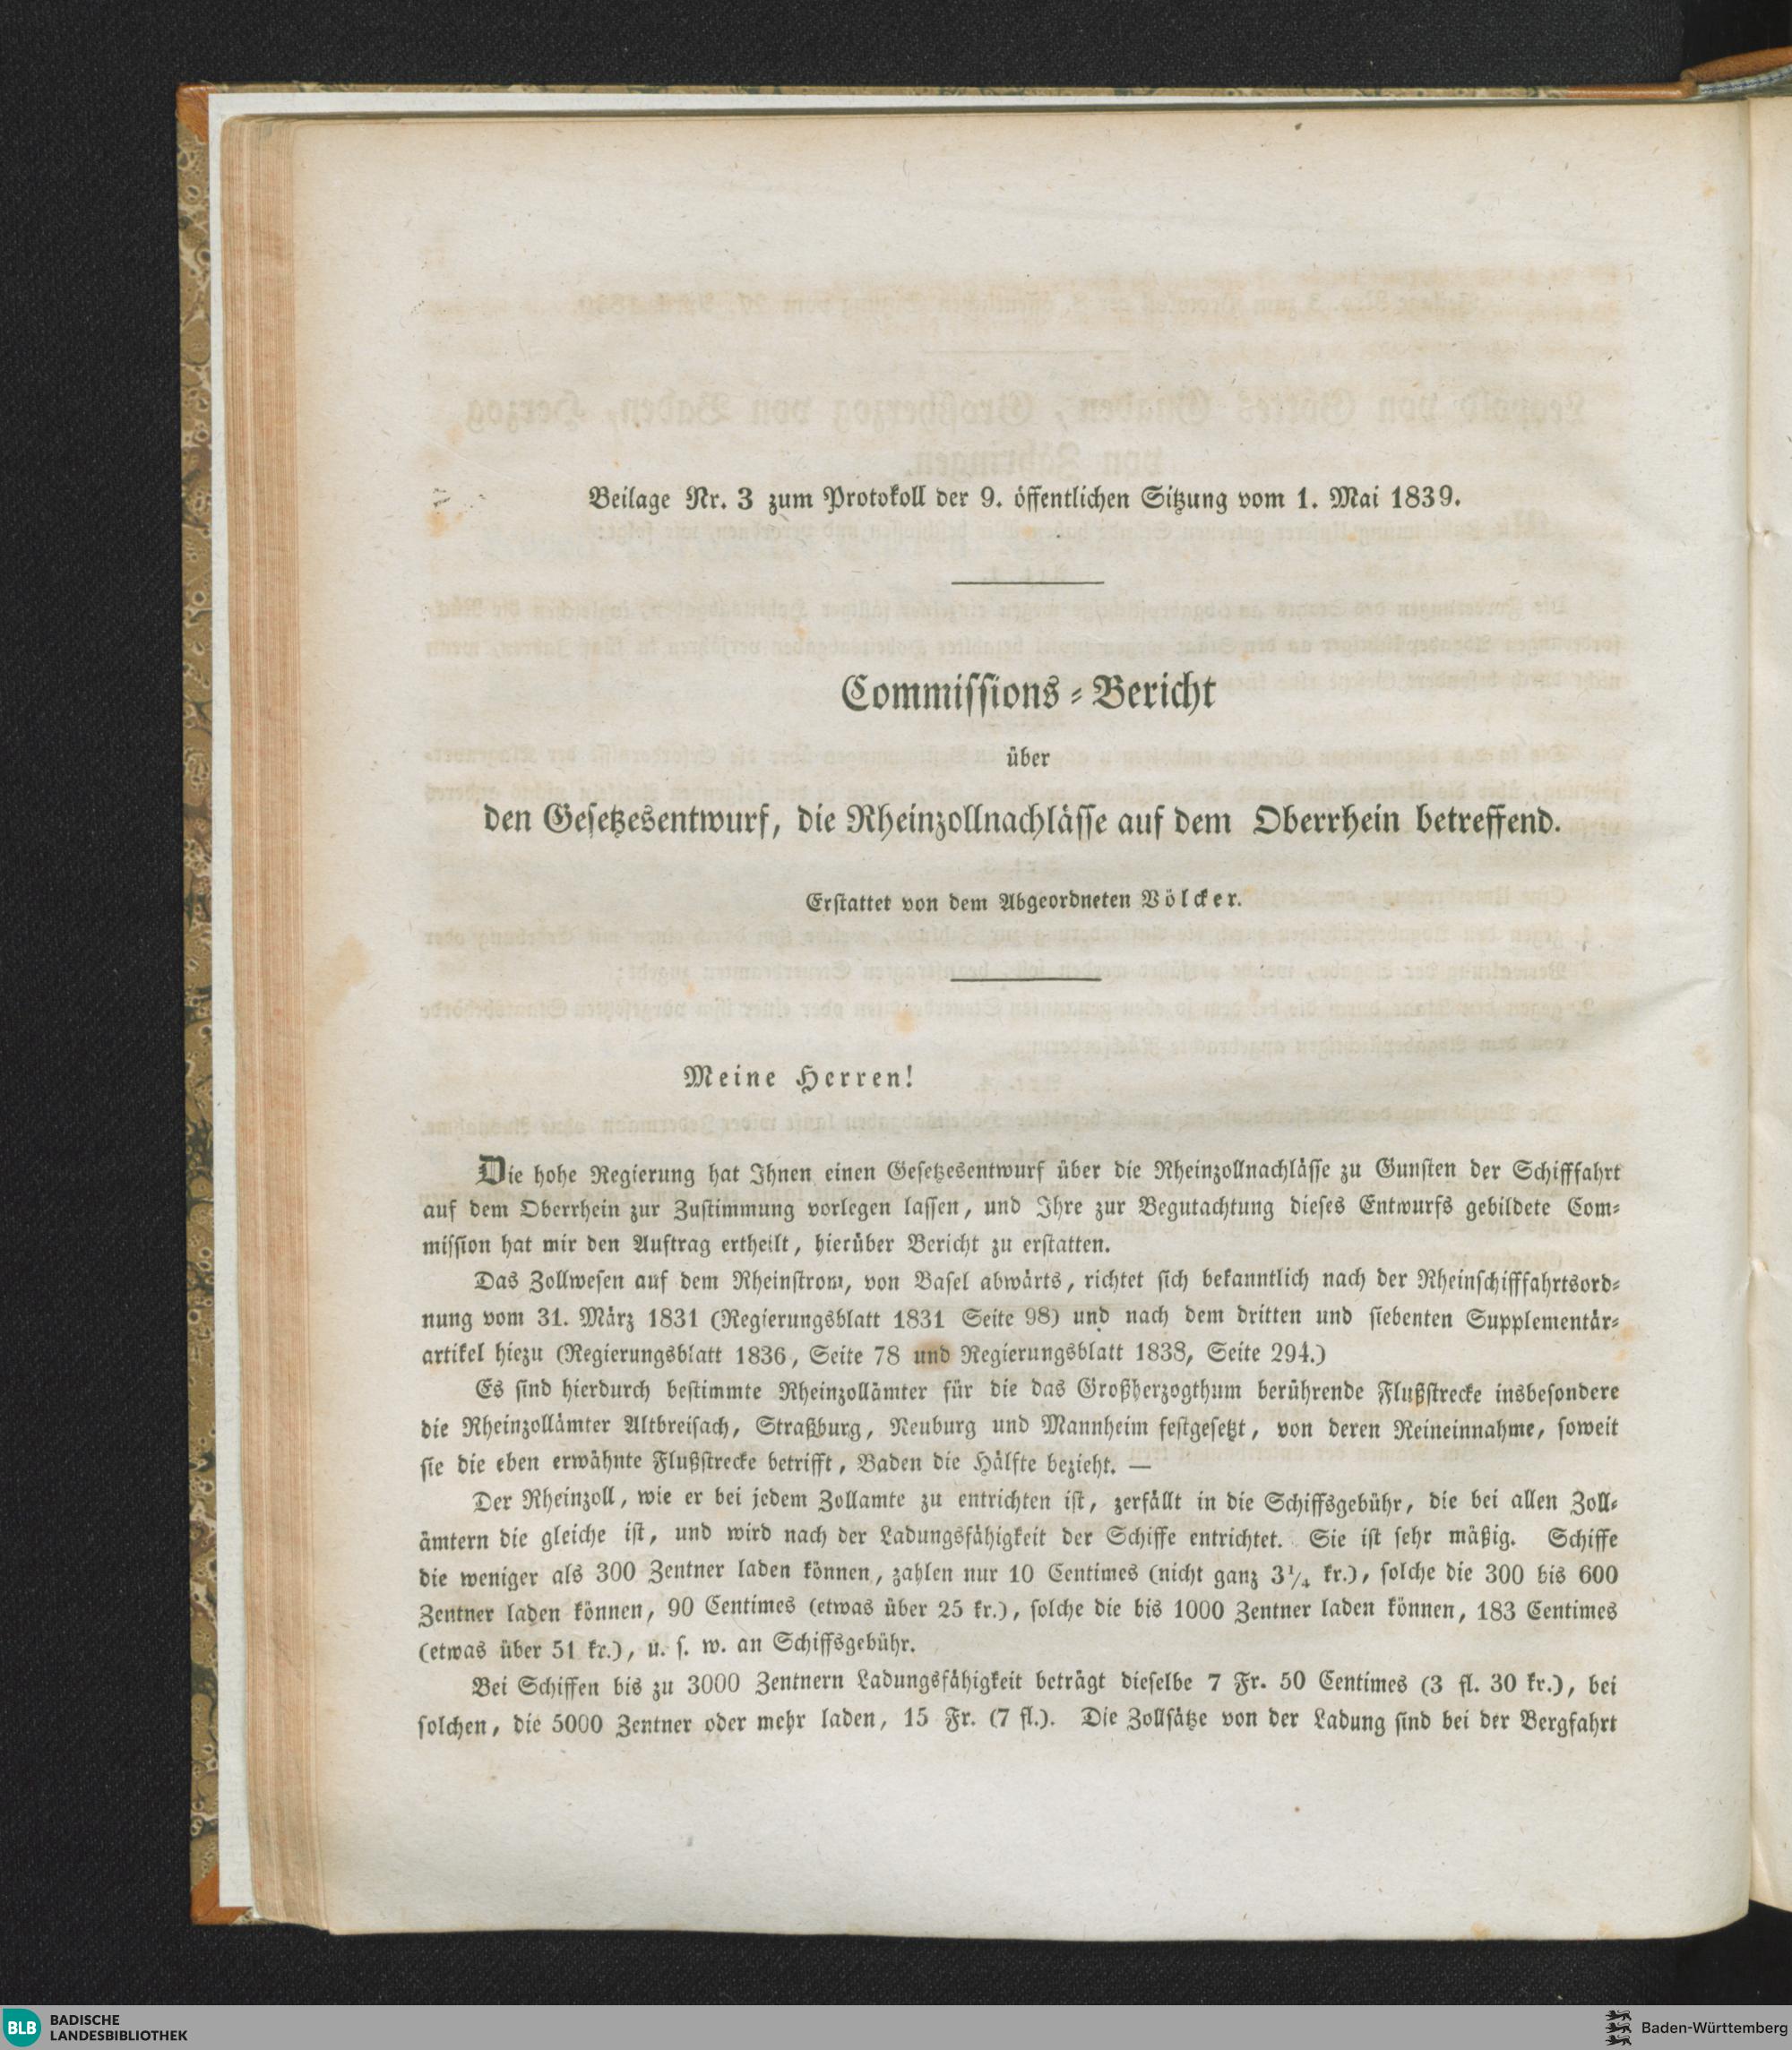 Beilage Nr. 3 zum Protokoll der 9. öffentlichen Sitzung vom 1. Mai 1839.
Commissions-Bericht
über
den Gesetzesentwurf, die Rheinzollnachlässe auf dem Oberrhein betreffend.
Erstattet von dem Abgeordneten Völcker.
Meine Herren!
Die hohe Regierung hat Ihnen einen Gesetzesentwurf über die Rheinzollnachlässe zu Gunsten der Schifffahrt
auf dem Oberrhein zur Zustimmung vorlegen lassen, und Ihre zur Begutachtung dieses Entwurfs gebildete Com-
mission hat mir den Auftrag ertheilt, hierüber Bericht zu erstatten.
Das Zollwesen auf dem Rheinstrom, von Basel abwärts, richtet sich bekanntlich nach der Rheinschifffahrtsord-
nung vom 31. März 1831 (Regierungsblatt 1831 Seite 98) und nach dem dritten und siebenten Supplementär-
artikel hiezu (Regierungsblatt 1836, Seite 78 und Regierungsblatt 1838, Seite 294.)
Es sind hierdurch bestimmte Rheinzollämter für die das Großherzogthum berührende Flußstrecke insbesondere
die Rheinzollämter Altbreisach, Straßburg, Neuburg und Mannheim festgesetzt, von deren Reineinnahme, soweit
sie die eben erwähnte Flußstrecke betrifft, Baden die Hälfte bezieht. —
Der Rheinzoll, wie er bei jedem Zollamte zu entrichten ist, zerfällt in die Schiffsgebühr, die bei allen Zoll-
ämtern die gleiche ist, und wird nach der Ladungsfähigkeit der Schiffe entrichtet. Sie ist sehr mäßig. Schiffe
die weniger als 300 Zentner laden können, zahlen nur 10 Centimes (nicht ganz 3¼ kr.), solche die 300 bis 600
Zentner laden können, 90 Centimes (etwas über 25 kr.), solche die bis 1000 Zentner laden können, 183 Centimes
(etwas über 51 kr.), u. s. w. an Schiffsgebühr.
Bei Schiffen bis zu 3000 Zentnern Ladungsfähigkeit beträgt dieselbe 7 Fr. 50 Centimes (3 fl. 30 kr.), bei
solchen, die 5000 Zentner oder mehr laden, 15 Fr. (7 fl.). Die Zollsätze von der Ladung sind bei der Bergfahrt
BLB BADISCHE
LANDESBIBLIOTHEK
Baden-Württemberg